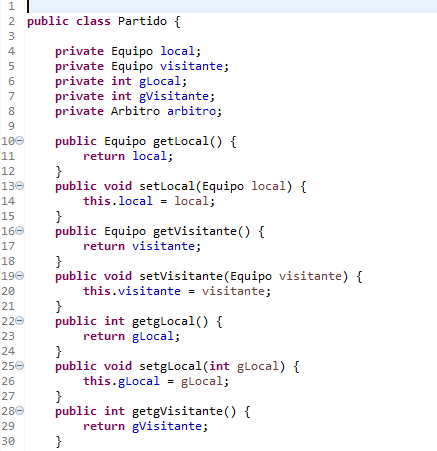 1
2 public class Partido {
3
4     private Equipo local;
5     private Equipo visitante;
6     private int gLocal;
7     private int gVisitante;
8     private Arbitro arbitro;
9
10     public Equipo getLocal() {
11         return local;
12     }
13     public void setLocal(Equipo local) {
14         this.local = local;
15     }
16     public Equipo getVisitante() {
17         return visitante;
18     }
19     public void setVisitante(Equipo visitante) {
20         this.visitante = visitante;
21     }
22     public int getgLocal() {
23         return gLocal;
24     }
25     public void setgLocal(int gLocal) {
26         this.gLocal = gLocal;
27     }
28     public int getgVisitante() {
29         return gVisitante;
30     }